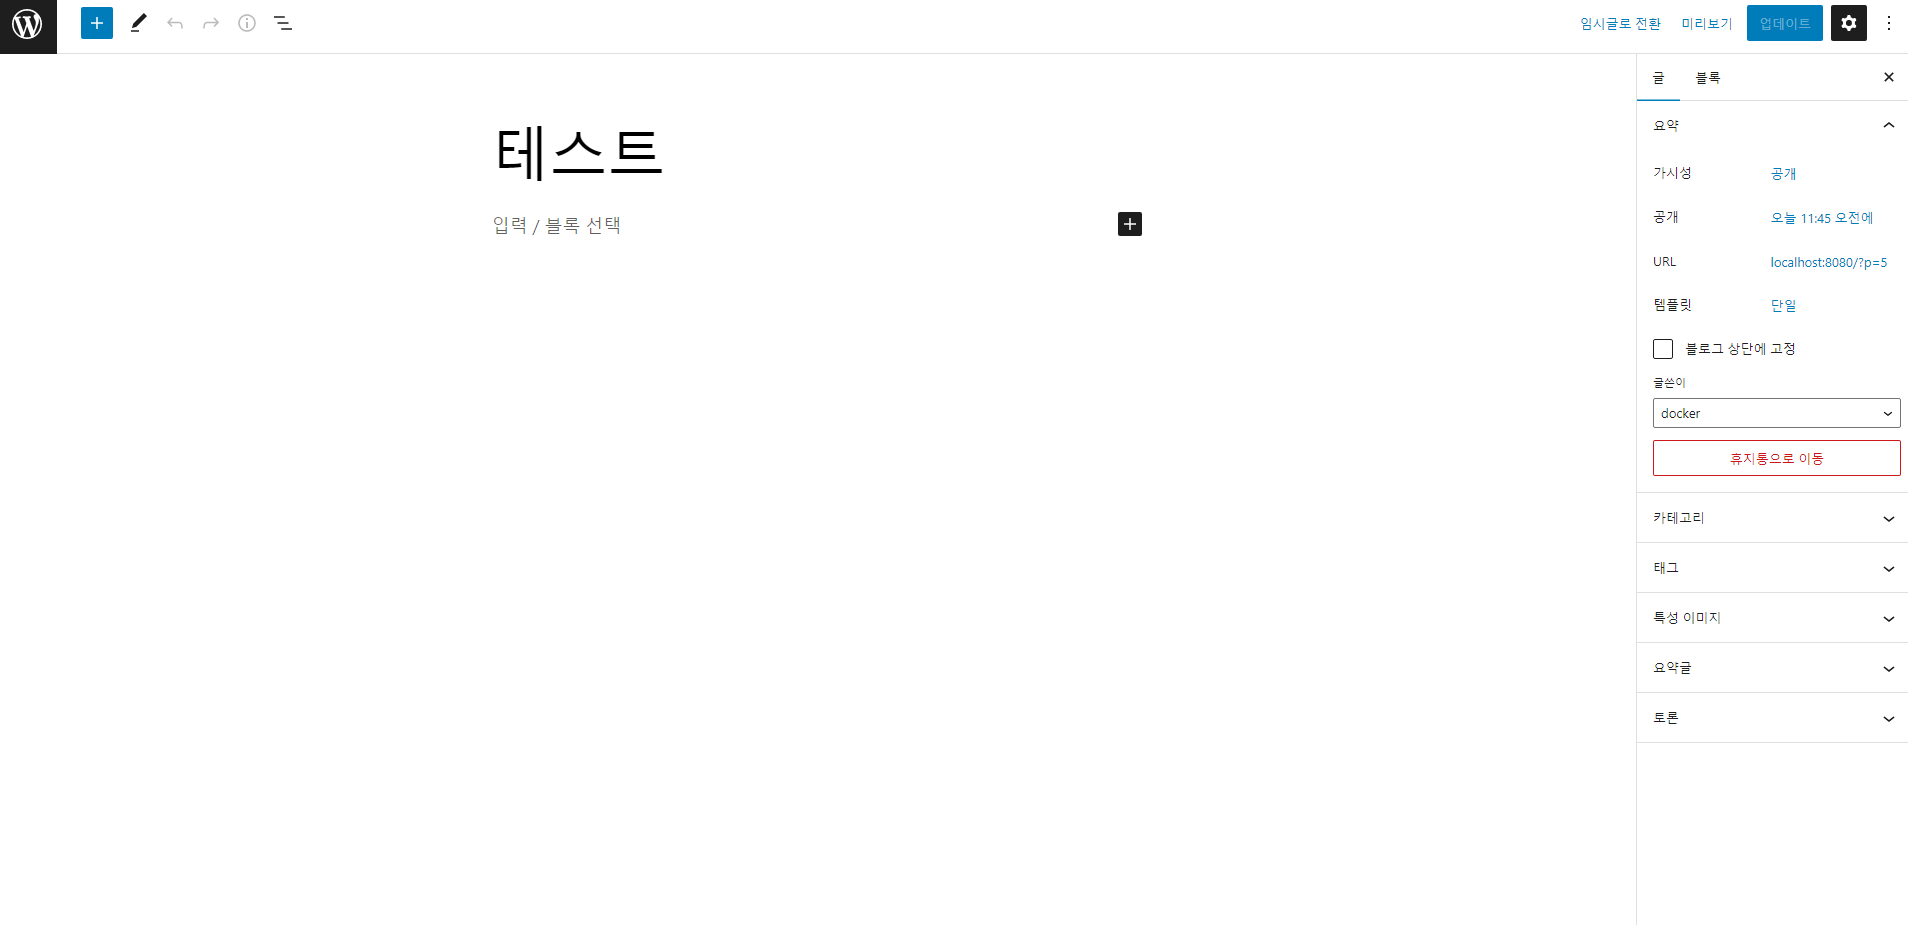 임시글로 전환 미리보기 업데이트
글 블록
테스트
입력 / 블록 선택
요약
가시성 공개
공개 오늘 11:45 오전에
URL localhost:8080/?p=5
템플릿 단일
블로그 상단에 고정
글쓴이
docker
휴지통으로 이동
카테고리
태그
특성 이미지
요약글
토론